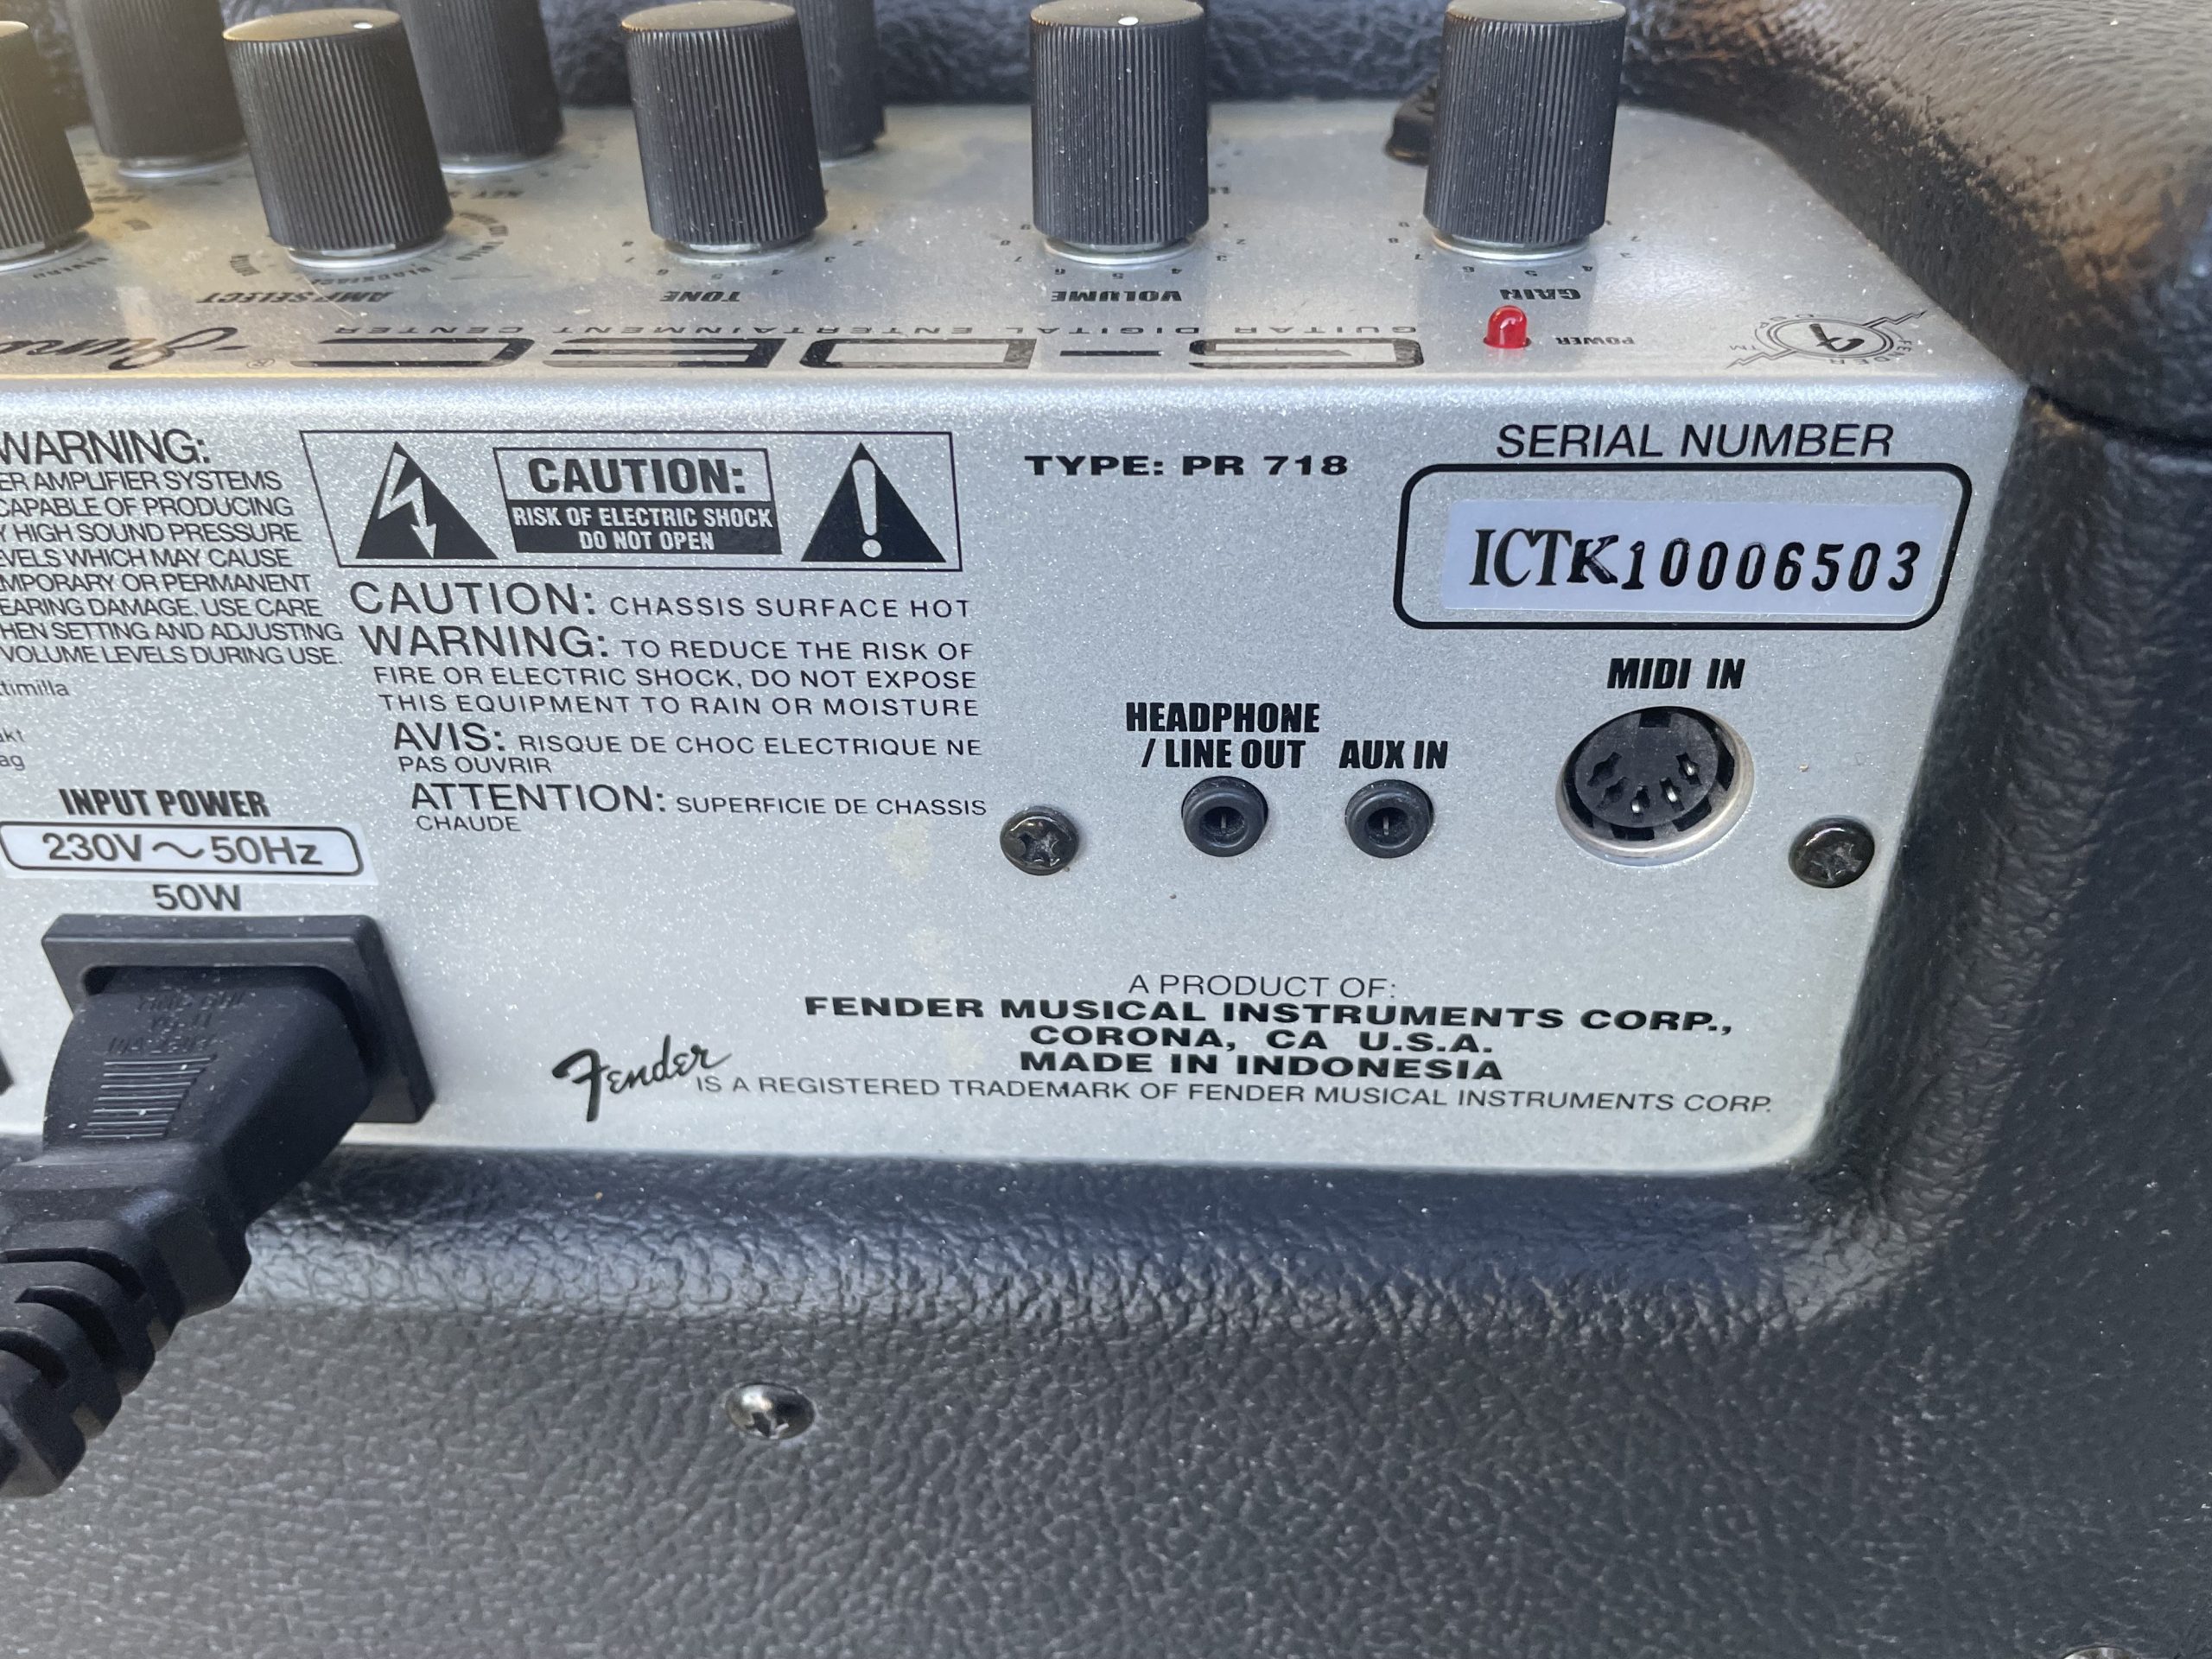 AMP SELECT
TONE
VOLUME
GAIN
GUITAR DIGITAL ENTERTAINMENT CENTER
G-DEC
Junior
POWER
FENDER
DSP
TM
WARNING:
AMPLIFIER SYSTEMS
CAPABLE OF PRODUCING
HIGH SOUND PRESSURE
WHICH MAY CAUSE
OR PERMANENT
DAMAGE. USE CARE
SETTING AND ADJUSTING
VOLUME LEVELS DURING USE.
INPUT POWER
230V～50Hz
50W
CAUTION:
RISK OF ELECTRIC SHOCK
DO NOT OPEN
CAUTION: CHASSIS SURFACE HOT
WARNING: TO REDUCE THE RISK OF
FIRE OR ELECTRIC SHOCK, DO NOT EXPOSE
THIS EQUIPMENT TO RAIN OR MOISTURE
AVIS: RISQUE DE CHOC ELECTRIQUE NE
PAS OUVRIR
ATTENTION: SUPERFICIE DE CHASSIS
CHAUDE
TYPE: PR 718
SERIAL NUMBER
ICTK10006503
MIDI IN
HEADPHONE
/ LINE OUT
AUX IN
A PRODUCT OF:
FENDER MUSICAL INSTRUMENTS CORP.,
CORONA, CA U.S.A.
MADE IN INDONESIA
Fender IS A REGISTERED TRADEMARK OF FENDER MUSICAL INSTRUMENTS CORP.